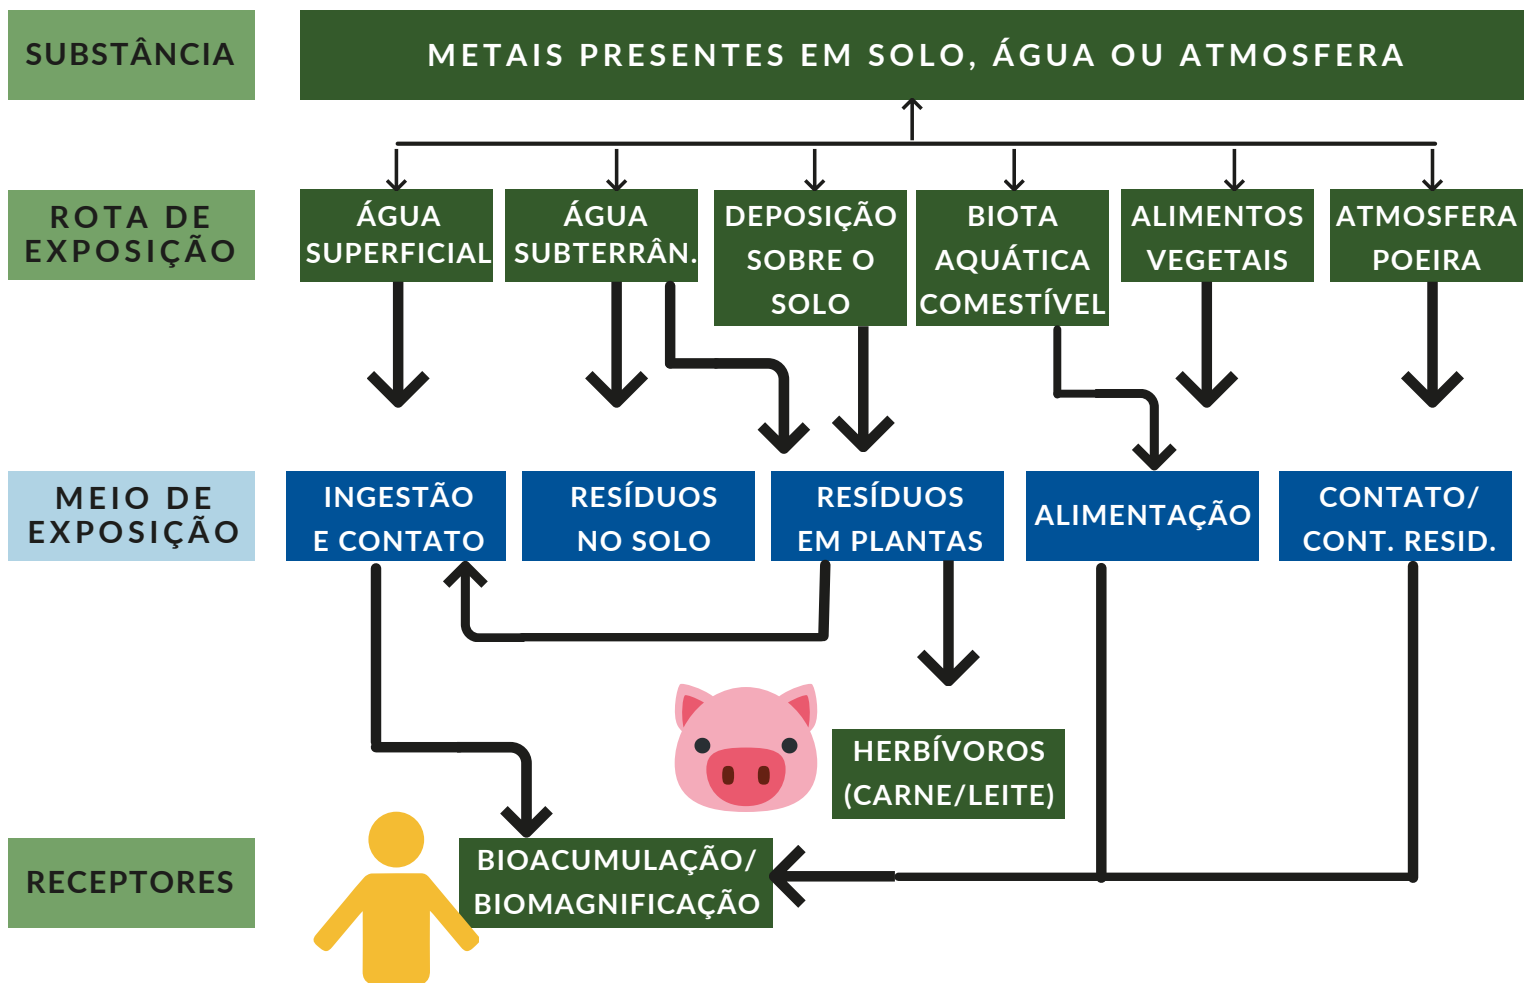 SUBSTÂNCIA
METAIS PRESENTES EM SOLO, ÁGUA OU ATMOSFERA
ROTA DE
EXPOSIÇÃO
ÁGUA
SUPERFICIAL
ÁGUA
SUBTERRÂN.
DEPOSIÇÃO
SOBRE O
SOLO
BIOTA
AQUÁTICA
COMESTÍVEL
ALIMENTOS
VEGETAIS
ATMOSFERA
POEIRA
MEIO DE
EXPOSIÇÃO
INGESTÃO
E CONTATO
RESÍDUOS
NO SOLO
RESÍDUOS
EM PLANTAS
ALIMENTAÇÃO
CONTATO/
CONT. RESID.
HERBÍVOROS
(CARNE/LEITE)
RECEPTORES
BIOACUMULAÇÃO/
BIOMAGNIFICAÇÃO